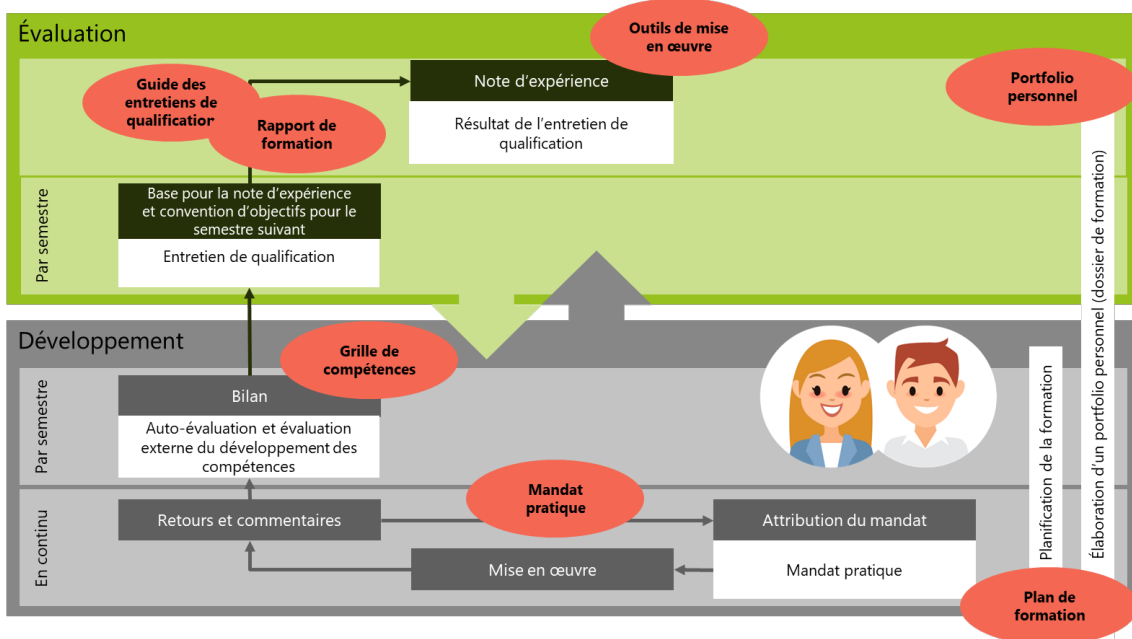 Évaluation
Outils de mise
en œuvre
Guide des
entretiens de
qualification
Rapport de
formation
Note d'expérience
Résultat de l'entretien de
qualification
Portfolio
personnel
Par semestre
Base pour la note d'expérience
et convention d'objectifs pour le
semestre suivant
Entretien de qualification
Développement
Grille de
compétences
Par semestre
Bilan
Auto-évaluation et évaluation
externe du développement des
compétences
En continu
Retours et commentaires
Mandat
pratique
Attribution du mandat
Mise en œuvre
Mandat pratique
Planification de la formation
Élaboration d'un portfolio personnel (dossier de formation)
Plan de
formation